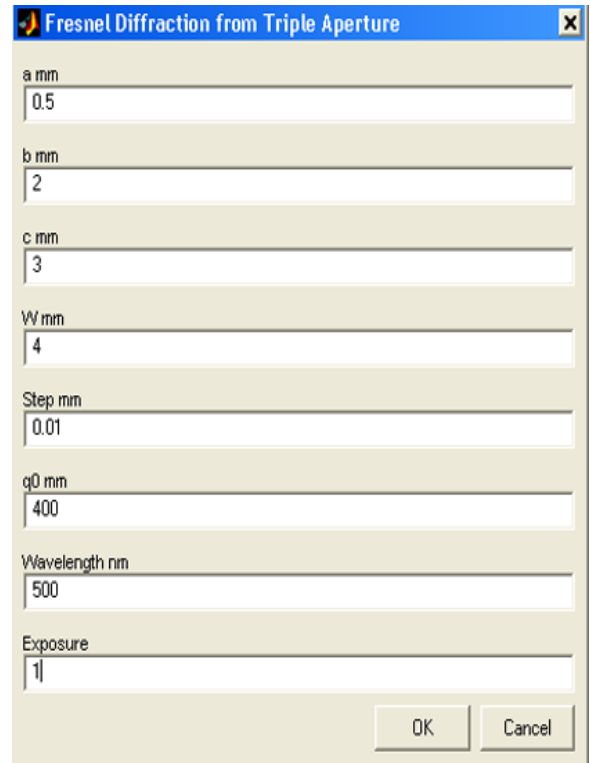 Fresnel Diffraction from Triple Aperture
a mm
0.5
b mm
2
c mm
3
W mm
4
Step mm
0.01
q0 mm
400
Wavelength nm
500
Exposure
1
OK Cancel